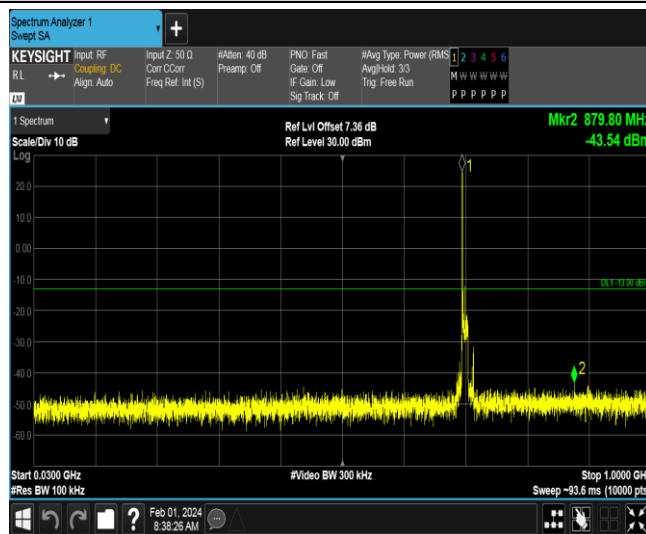 Spectrum Analyzer 1
Swept SA
+
KEYSIGHT
RL
LXI
Input: RF
Coupling: DC
Align: Auto
Input Z: 50 Ω
Corr CCorr
Freq Ref: Int (S)
#Atten: 40 dB
Preamp: Off
PNO: Fast
Gate: Off
IF Gain: Low
Sig Track: Off
#Avg Type: Power (RMS
Avg|Hold: 3/3
Trig: Free Run
1 2 3 4 5 6
M W W W W W
P P P P P P
1 Spectrum
Scale/Div 10 dB
Log
Ref Lvl Offset 7.36 dB
Ref Level 30.00 dBm
Mkr2 879.80 MHz
-43.54 dBm
1
20.0
10.0
0.00
-10.0
DL1 -13.00 dBm
-20.0
-30.0
-40.0
2
-50.0
-60.0
Start 0.0300 GHz
#Res BW 100 kHz
#Video BW 300 kHz
Stop 1.0000 GH
Sweep ~93.6 ms (10000 pts
?
Feb 01, 2024
8:38:26 AM